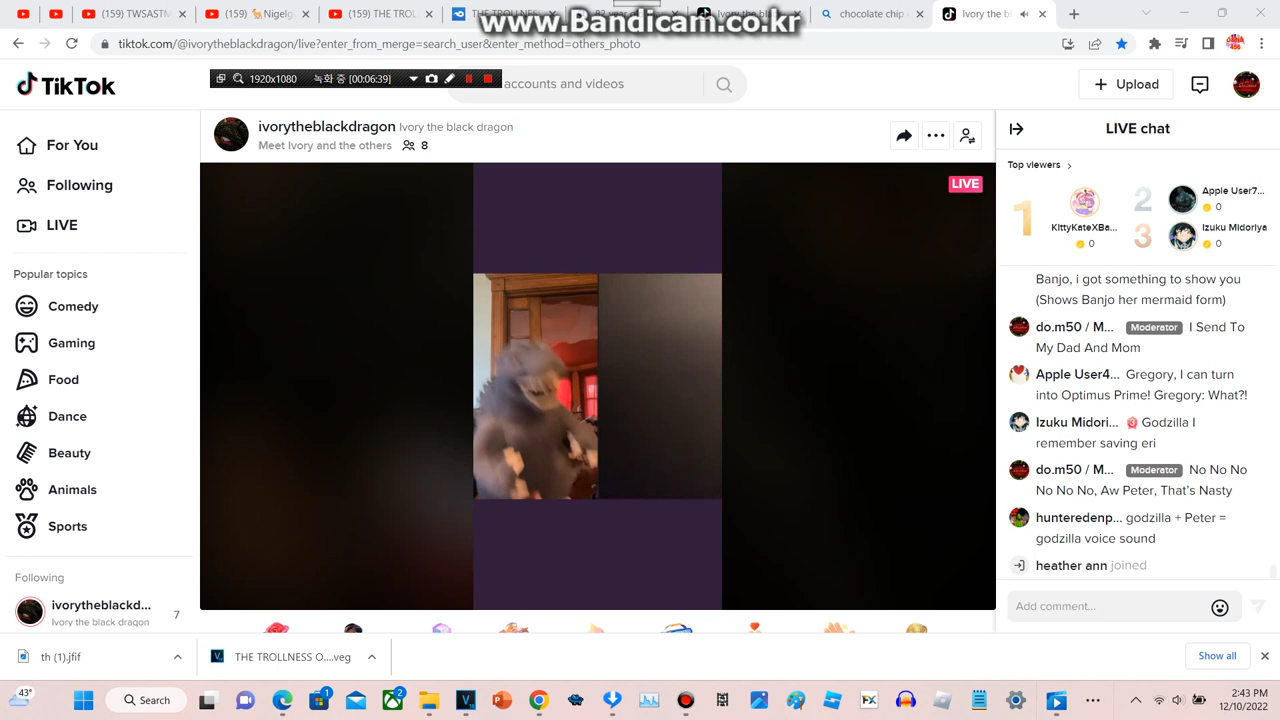 (159) TWSASTM
(159) 🐪Nigelg
(159) THE TROL
THE TROLLNES
Ivory the bl
chocolate chip
Ivory the b
www.Bandicam.co.kr
tiktok.com/@ivorytheblackdragon/live?enter_from_merge=search_user&enter_method=others_photo
TikTok
1920x1080
녹화 중 [00:06:39]
accounts and videos
Upload
For You
Following
LIVE
Popular topics
Comedy
Gaming
Food
Dance
Beauty
Animals
Sports
Following
ivorytheblackd...
Ivory the black dragon
7
ivorytheblackdragon Ivory the black dragon
Meet Ivory and the others 8
LIVE
LIVE chat
Top viewers
1
KittyKateXBa...
0
2
Apple User7...
0
3
Izuku Midoriya
0
Banjo, i got something to show you
(Shows Banjo her mermaid form)
do.m50 / M... Moderator I Send To
My Dad And Mom
Apple User4... Gregory, I can turn
into Optimus Prime! Gregory: What?!
Izuku Midori... Godzilla I
remember saving eri
do.m50 / M... Moderator No No No
No No No, Aw Peter, That's Nasty
hunteredenp... godzilla + Peter =
godzilla voice sound
heather ann joined
Add comment...
th (1).jfif
THE TROLLNESS O....veg
Show all
43°
Search
1
2
2:43 PM
12/10/2022